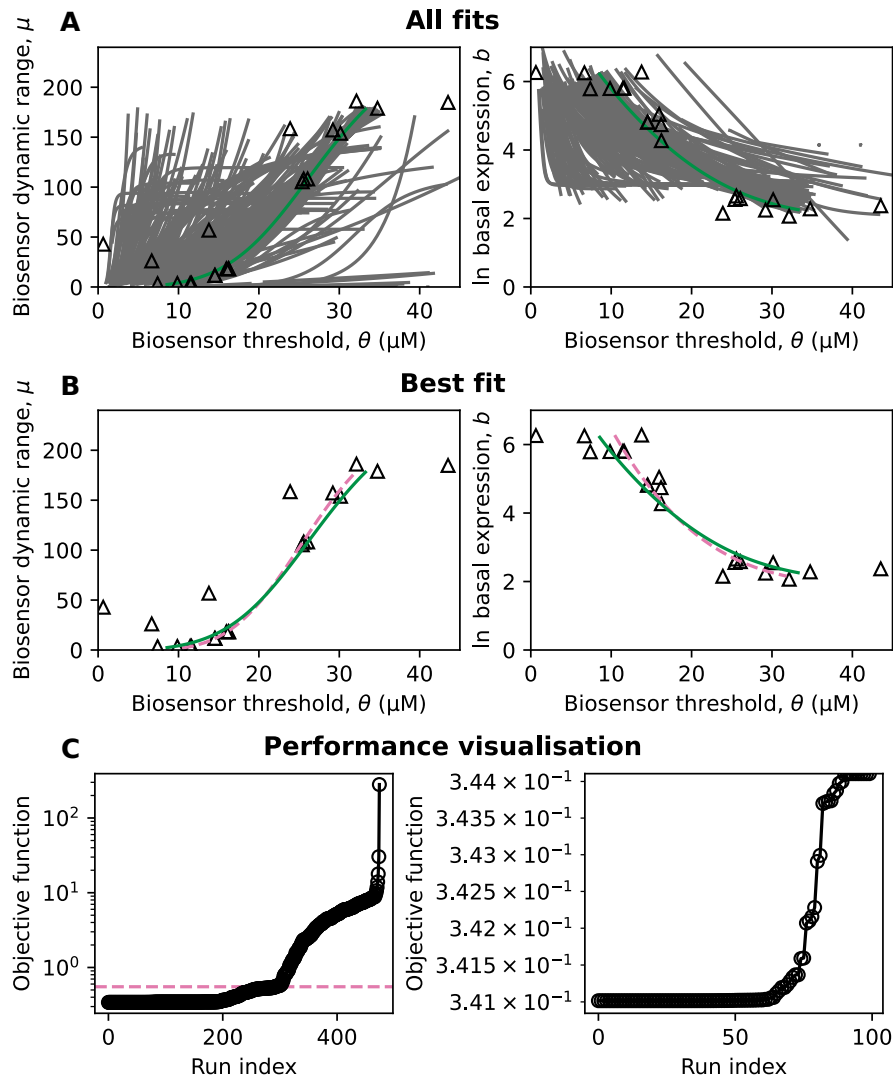 A
All fits
Biosensor dynamic range, μ
200
150
100
50
0
0 10 20 30 40
Biosensor threshold, θ (μM)
ln basal expression, b
6
4
2
0
0 10 20 30 40
Biosensor threshold, θ (μM)
B
Best fit
Biosensor dynamic range, μ
200
150
100
50
0
0 10 20 30 40
Biosensor threshold, θ (μM)
ln basal expression, b
6
4
2
0
0 10 20 30 40
Biosensor threshold, θ (μM)
C
Performance visualisation
Objective function
10²
10¹
10⁰
0 200 400
Run index
Objective function
3.44 × 10⁻¹
3.435 × 10⁻¹
3.43 × 10⁻¹
3.425 × 10⁻¹
3.42 × 10⁻¹
3.415 × 10⁻¹
3.41 × 10⁻¹
0 50 100
Run index